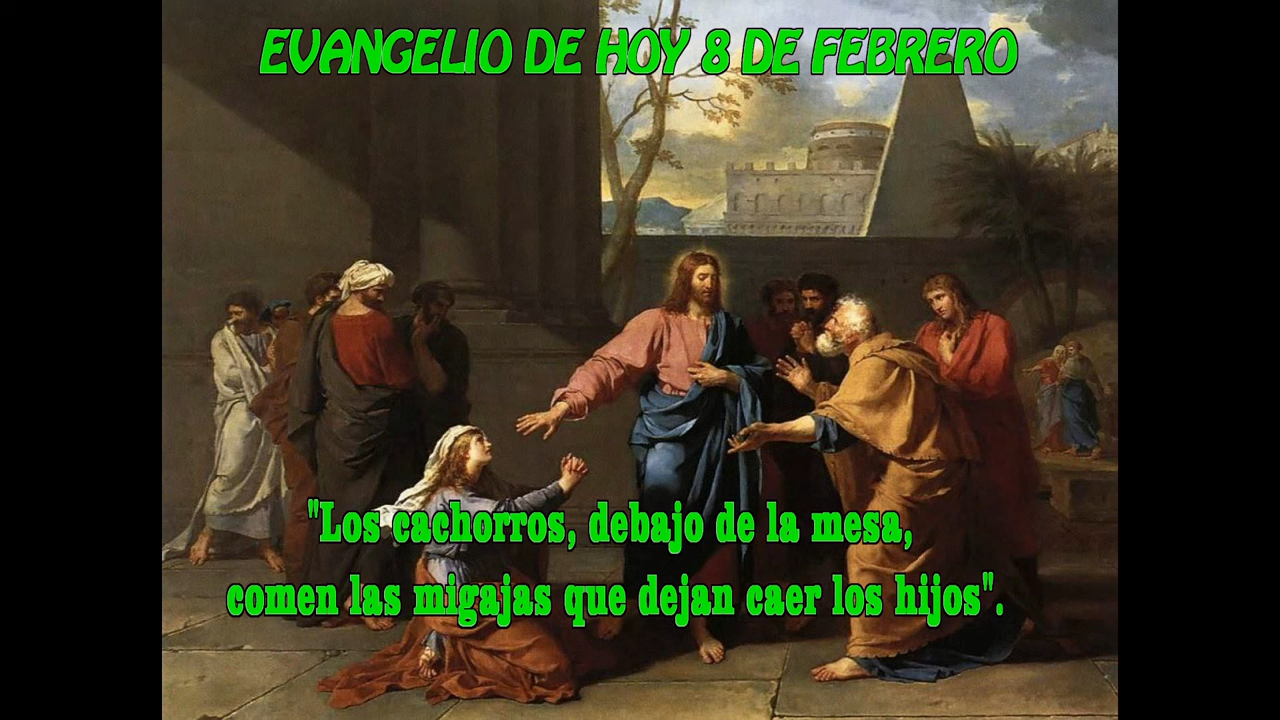 EVANGELIO DE HOY 8 DE FEBRERO
"Los cachorros, debajo de la mesa,
comen las migajas que dejan caer los hijos".